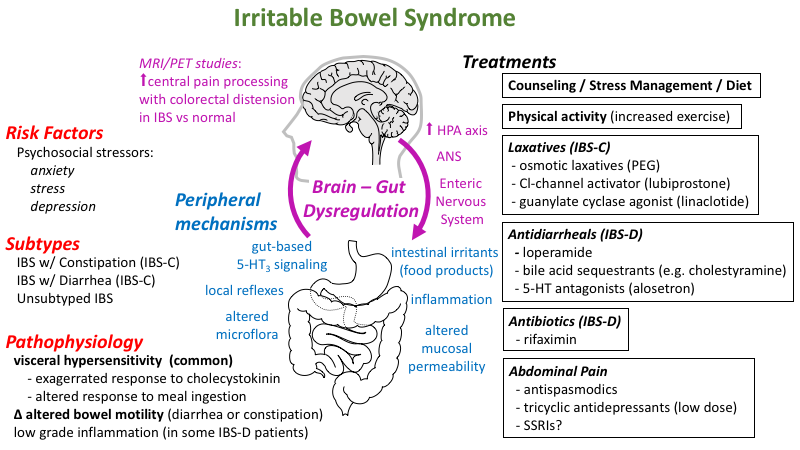 Irritable Bowel Syndrome
MRI/PET studies:
⬆central pain processing
with colorectal distension
in IBS vs normal
⬆ HPA axis
ANS
Enteric
Nervous
System
Brain – Gut
Dysregulation
Risk Factors
Psychosocial stressors:
anxiety
stress
depression
Peripheral
mechanisms
gut-based
5-HT₃ signaling
local reflexes
altered
microflora
intestinal irritants
(food products)
inflammation
altered
mucosal
permeability
Subtypes
IBS w/ Constipation (IBS-C)
IBS w/ Diarrhea (IBS-C)
Unsubtyped IBS
Pathophysiology
visceral hypersensitivity (common)
- exagerrated response to cholecystokinin
- altered response to meal ingestion
Δ altered bowel motility (diarrhea or constipation)
low grade inflammation (in some IBS-D patients)
Treatments
Counseling / Stress Management / Diet
Physical activity (increased exercise)
Laxatives (IBS-C)
- osmotic laxatives (PEG)
- Cl-channel activator (lubiprostone)
- guanylate cyclase agonist (linaclotide)
Antidiarrheals (IBS-D)
- loperamide
- bile acid sequestrants (e.g. cholestyramine)
- 5-HT antagonists (alosetron)
Antibiotics (IBS-D)
- rifaximin
Abdominal Pain
- antispasmodics
- tricyclic antidepressants (low dose)
- SSRIs?